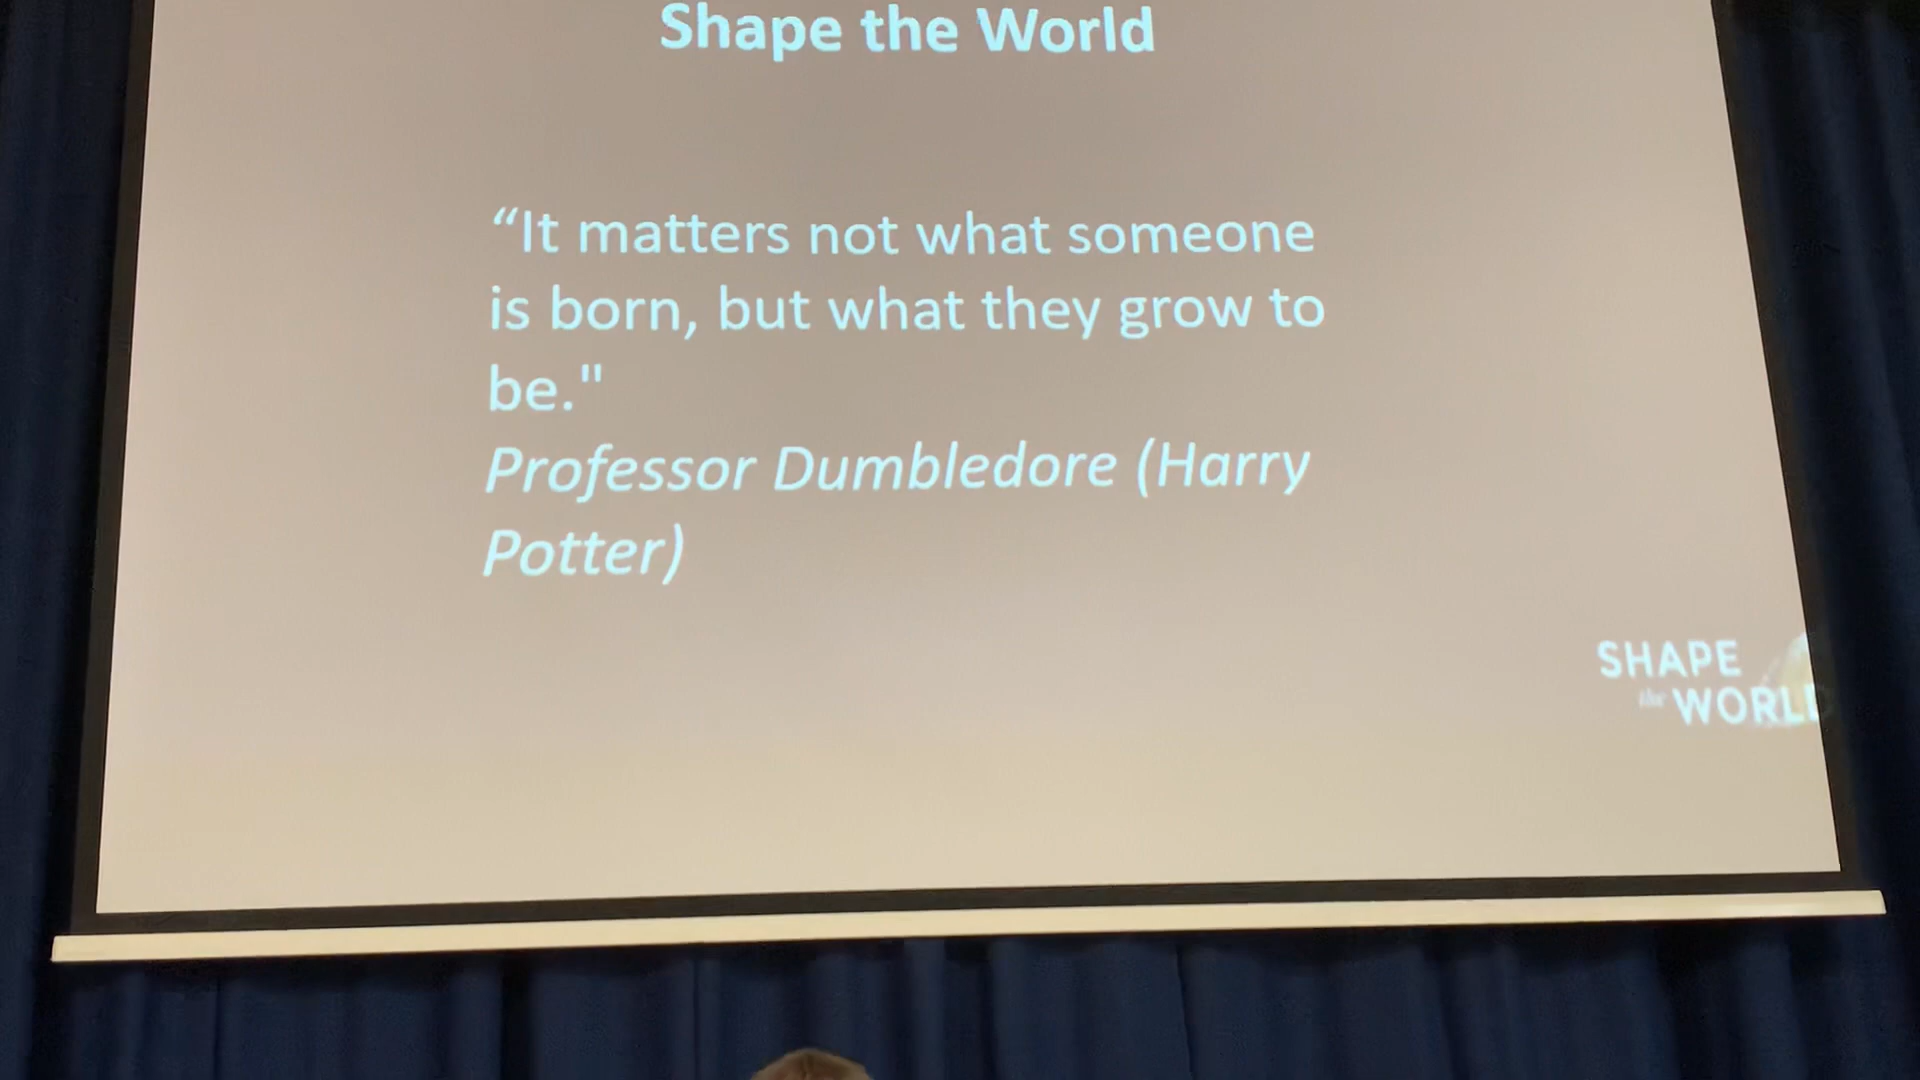 Shape the World
“It matters not what someone
is born, but what they grow to
be."
Professor Dumbledore (Harry
Potter)
SHAPE
the WORLD